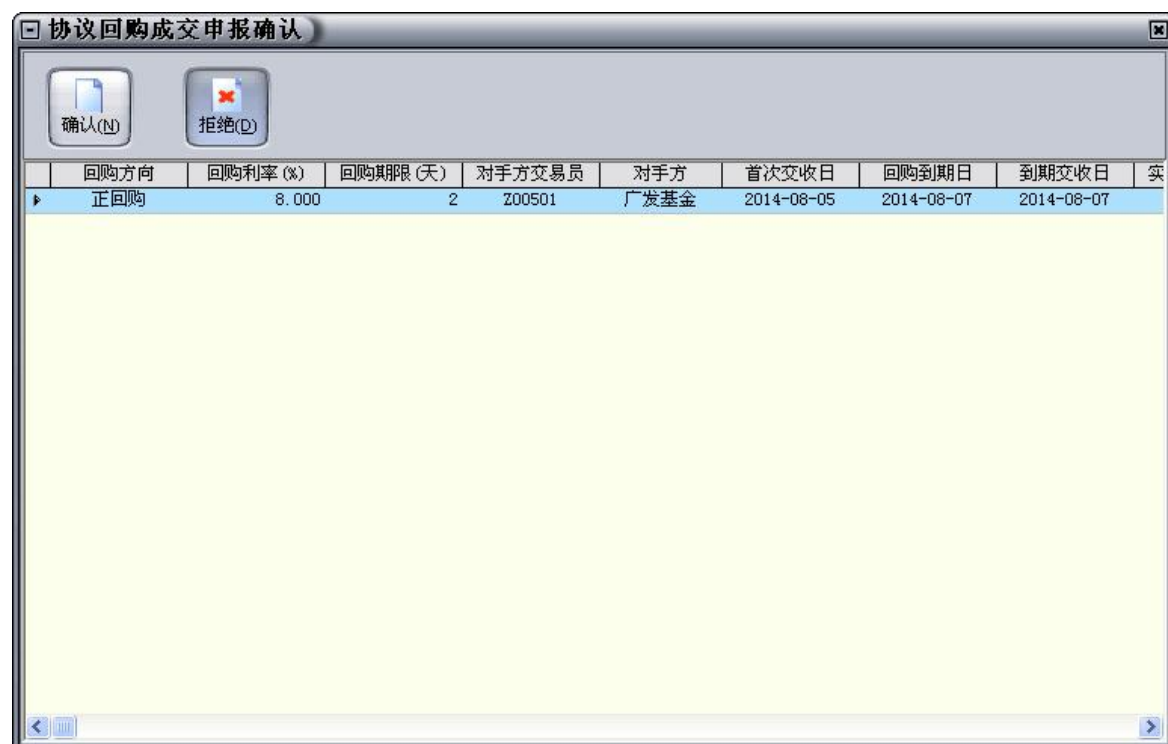 协议回购成交申报确认
确认(N) 拒绝(D)
回购方向 回购利率(%) 回购期限(天) 对手方交易员 对手方 首次交收日 回购到期日 到期交收日 实
正回购 8.000 2 Z00501 广发基金 2014-08-05 2014-08-07 2014-08-07